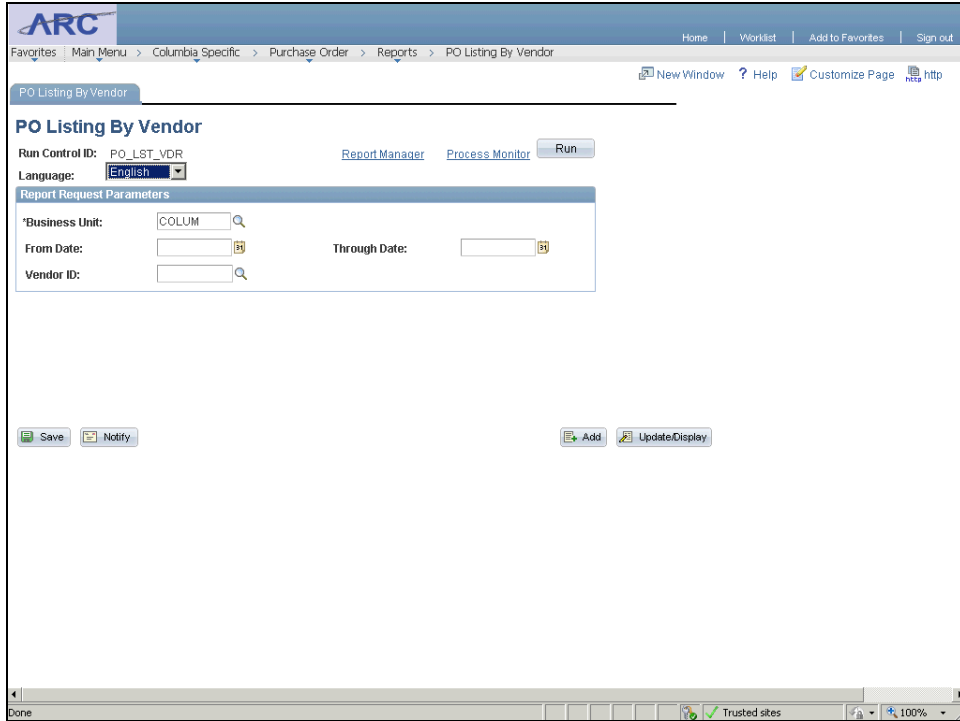 ARC
Home | Worklist | Add to Favorites | Sign out
Favorites | Main Menu > Columbia Specific > Purchase Order > Reports > PO Listing By Vendor
New Window ? Help Customize Page http
PO Listing By Vendor
PO Listing By Vendor
Run Control ID: PO_LST_VDR Report Manager Process Monitor Run
Language: English
Report Request Parameters
*Business Unit: COLUM
From Date: 31 Through Date: 31
Vendor ID:
Save Notify Add Update/Display
Done Trusted sites 100%